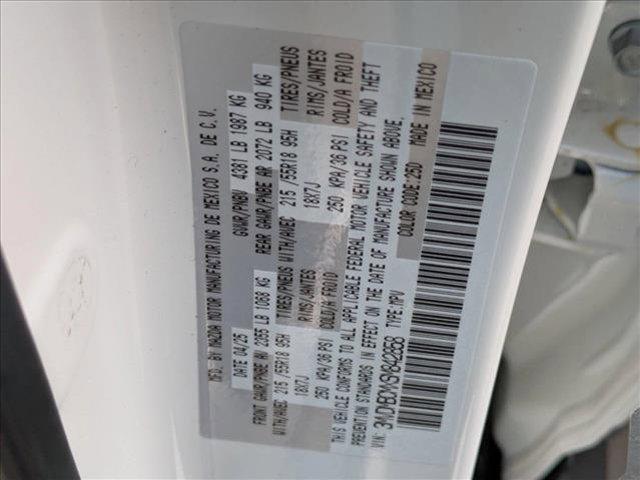 MFD BY MAZDA MOTOR MANUFACTURING DE MEXICO S.A. DE C.V.
DATE 04/25 GVWR/PNBV 4381 LB 1987 KG
FRONT GAWR/PNBE AV 2355 LB 1068 KG REAR GAWR/PNBE AR 2072 LB 940 KG
WITH/AVEC 215 /55R18 95H TIRES/PNEUS WITH/AVEC 215 /55R18 95H TIRES/PNEUS
18X7J RIMS/JANTES 18X7J RIMS/JANTES
250 KPA/36 PSI COLD/A FROID 250 KPA/36 PSI COLD/A FROID
THIS VEHICLE CONFORMS TO ALL APPLICABLE FEDERAL MOTOR VEHICLE SAFETY AND THEFT
PREVENTION STANDARDS IN EFFECT ON THE DATE OF MANUFACTURE SHOWN ABOVE.
VIN: TYPE:MPV COLOR CODE:25D MADE IN MEXICO